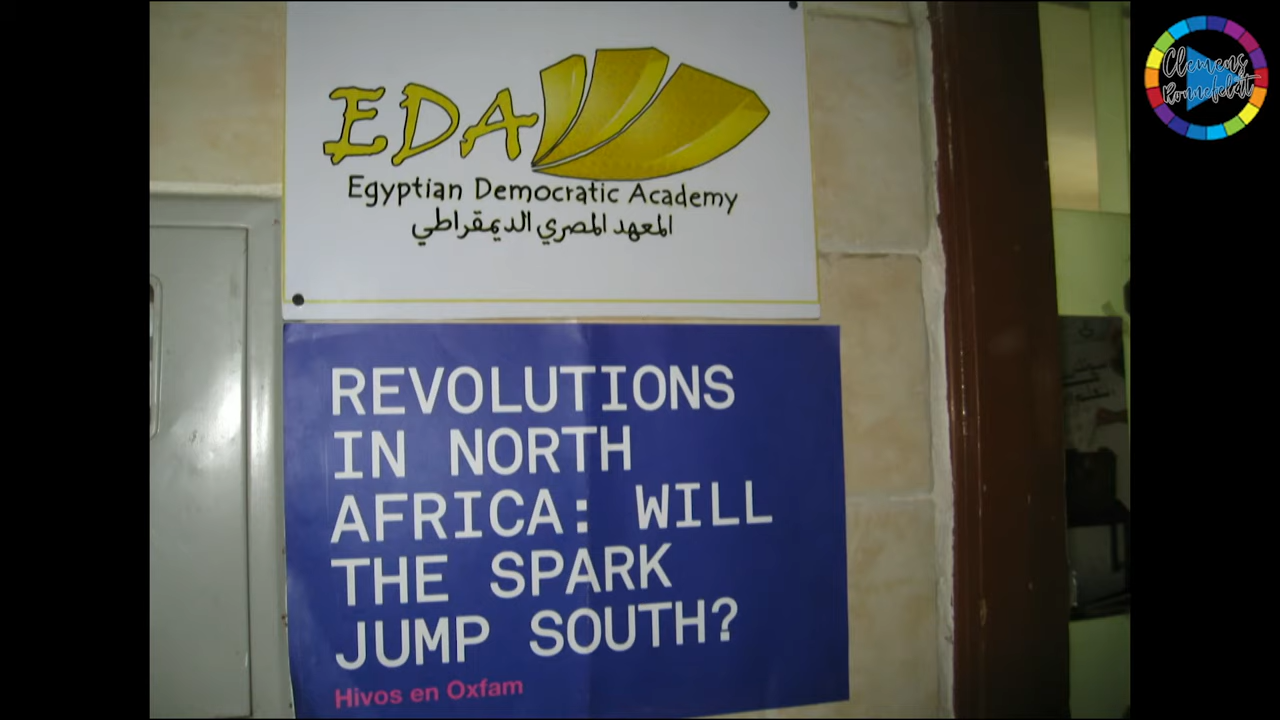 EDA
Egyptian Democratic Academy
المعهد المصري الديمقراطي
REVOLUTIONS
IN NORTH
AFRICA: WILL
THE SPARK
JUMP SOUTH?
Hivos en Oxfam
Clemens
Ronnefeldt